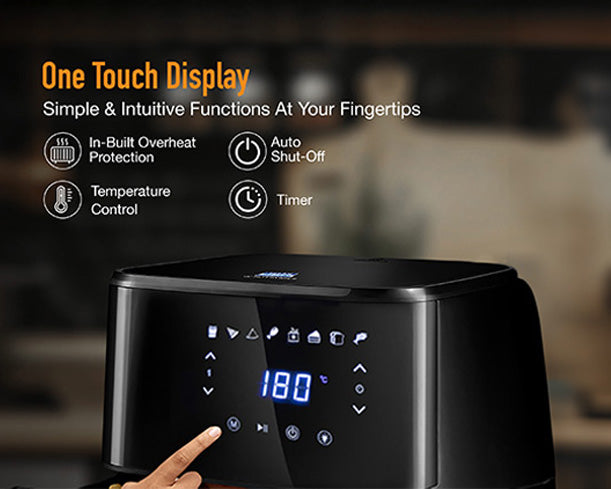 One Touch Display
Simple & Intuitive Functions At Your Fingertips
In-Built Overheat
Protection
Auto
Shut-Off
Temperature
Control
Timer
180 °C
1
M